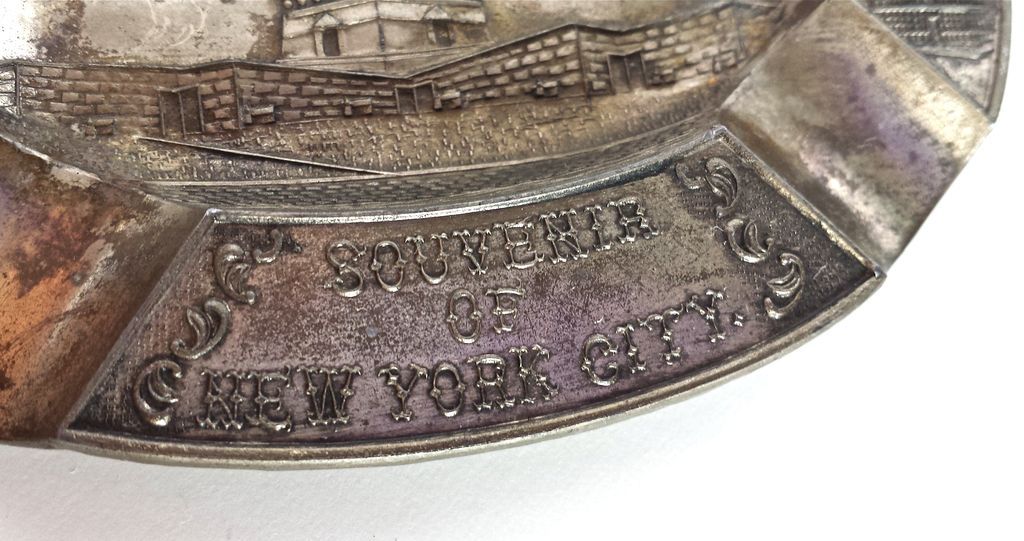 SOUVENIR
OF
NEW YORK CITY.